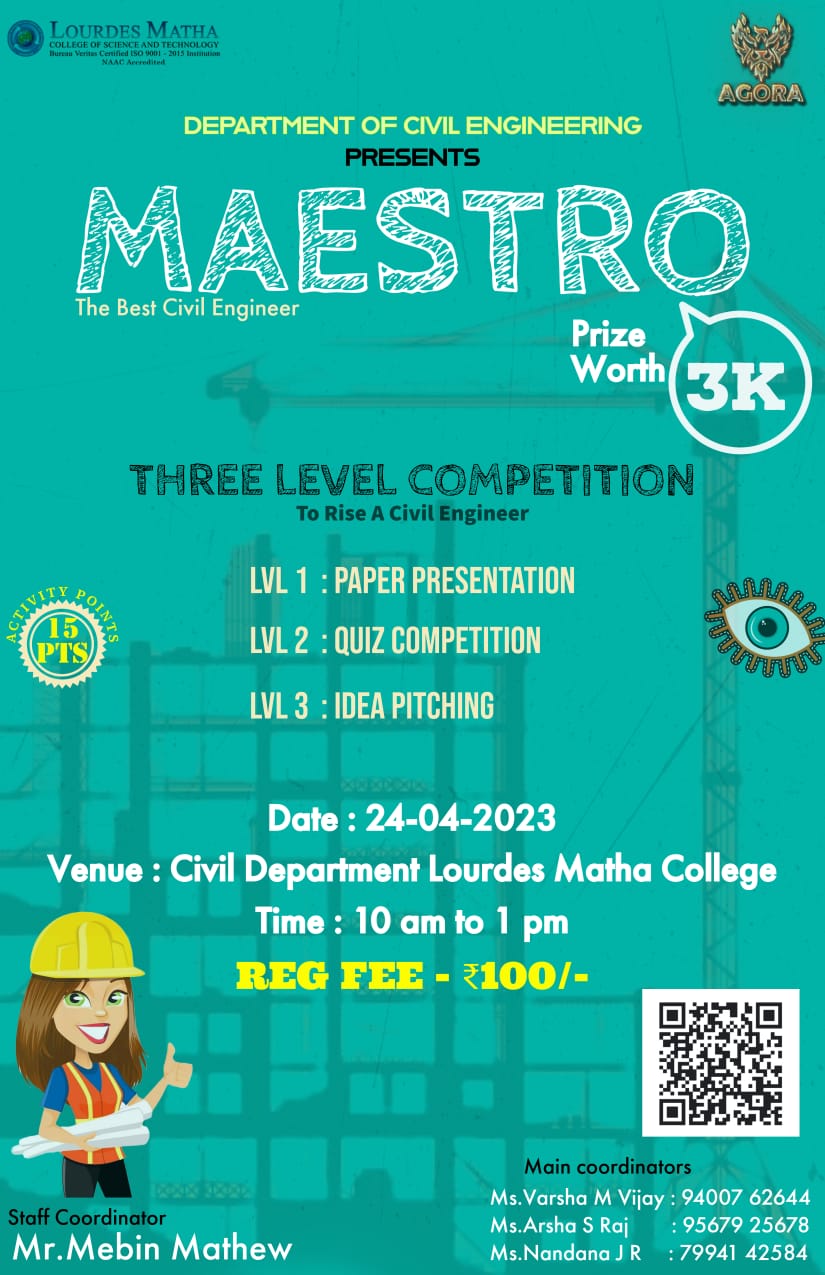 LOURDES MATHA
COLLEGE OF SCIENCE AND TECHNOLOGY
Bureau Veritas Certified ISO 9001 - 2015 Institution
NAAC Accredited
AGORA
DEPARTMENT OF CIVIL ENGINEERING
PRESENTS
MAESTRO
The Best Civil Engineer
Prize
Worth
3K
THREE LEVEL COMPETITION
To Rise A Civil Engineer
LVL 1 : PAPER PRESENTATION
LVL 2 : QUIZ COMPETITION
LVL 3 : IDEA PITCHING
ACTIVITY POINTS
15
PTS
Date : 24-04-2023
Venue : Civil Department Lourdes Matha College
Time : 10 am to 1 pm
REG FEE - ₹100/-
Staff Coordinator
Mr.Mebin Mathew
Main coordinators
Ms.Varsha M Vijay : 94007 62644
Ms.Arsha S Raj : 95679 25678
Ms.Nandana J R : 79941 42584